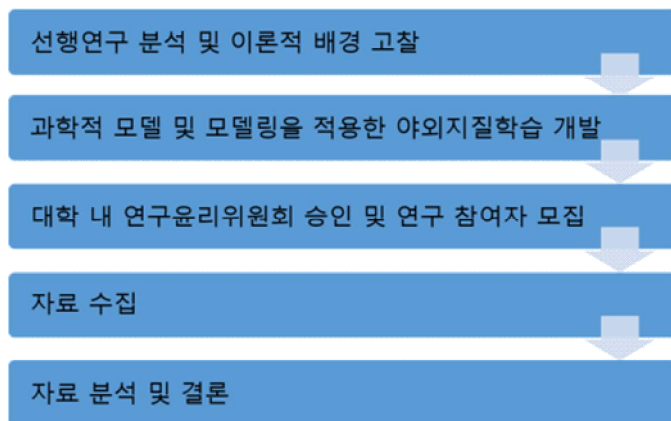 선행연구 분석 및 이론적 배경 고찰
과학적 모델 및 모델링을 적용한 야외지질학습 개발
대학 내 연구윤리위원회 승인 및 연구 참여자 모집
자료 수집
자료 분석 및 결론